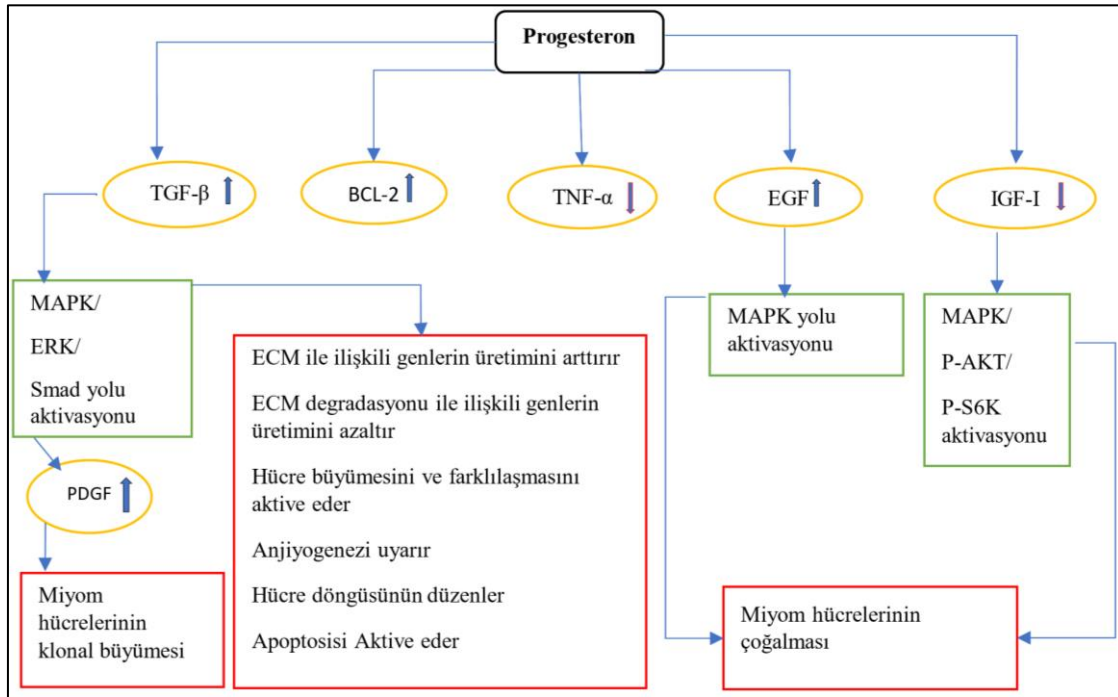 Progesteron
TGF-β
BCL-2
TNF-α
EGF
IGF-I
MAPK/
ERK/
Smad yolu
aktivasyonu
PDGF
Miyom
hücrelerinin
klonal büyümesi
ECM ile ilişkili genlerin üretimini arttırır
ECM degradasyonu ile ilişkili genlerin
üretimini azaltır
Hücre büyümesini ve farklılaşmasını
aktive eder
Anjiyogenezi uyarır
Hücre döngüsünün düzenler
Apoptosisi Aktive eder
MAPK yolu
aktivasyonu
MAPK/
P-AKT/
P-S6K
aktivasyonu
Miyom hücrelerinin
çoğalması